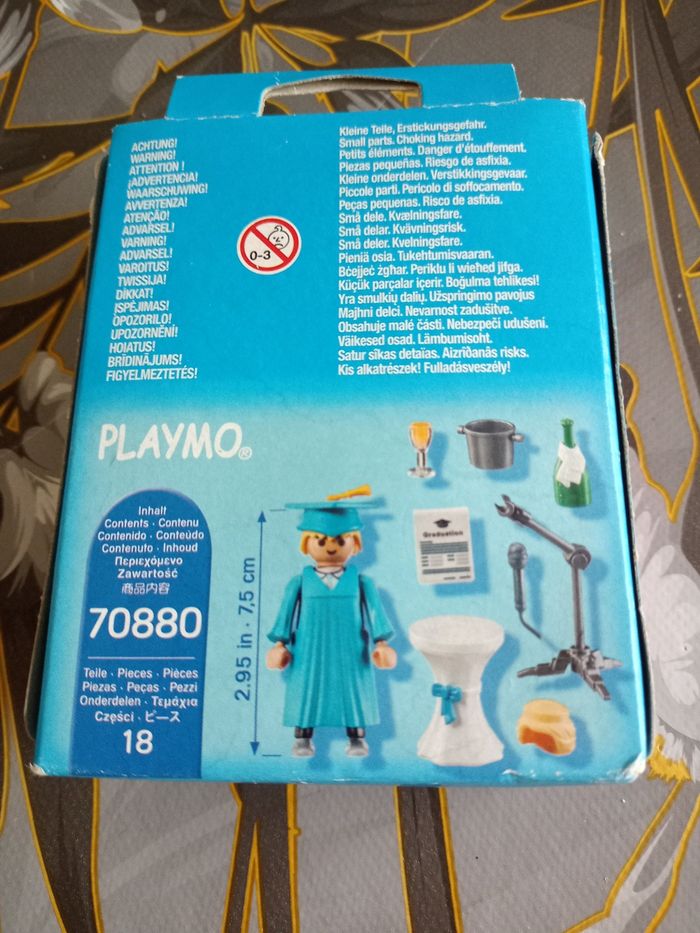 ACHTUNG!
WARNING!
ATTENTION !
¡ADVERTENCIA!
WAARSCHUWING!
AVVERTENZA!
ATENÇÃO!
ADVARSEL!
VARNING!
ADVARSEL!
VAROITUS!
TWISSIJA!
DİKKAT!
ĮSPĖJIMAS!
OPOZORILO!
UPOZORNĚNÍ!
HOIATUS!
BRĪDINĀJUMS!
FIGYELMEZTETÉS!
0-3
Kleine Teile, Erstickungsgefahr.
Small parts. Choking hazard.
Petits éléments. Danger d'étouffement.
Piezas pequeñas. Riesgo de asfixia.
Kleine onderdelen. Verstikkingsgevaar.
Piccole parti. Pericolo di soffocamento.
Peças pequenas. Risco de asfixia.
Små dele. Kvælningsfare.
Små delar. Kvävningsrisk.
Små deler. Kvelningsfare.
Pieniä osia. Tukehtumisvaaran.
Bċejjeċ żgħar. Periklu li wieħed jifga.
Küçük parçalar içerir. Boğulma tehlikesi!
Yra smulkių dalių. Užspringimo pavojus
Majhni delci. Nevarnost zadušitve.
Obsahuje malé části. Nebezpečí udušení.
Väikesed osad. Lämbumisoht.
Satur sīkas detaļas. Aizrīšanās risks.
Kis alkatrészek! Fulladásveszély!
PLAYMO®
Inhalt
Contents · Contenu
Contenido · Conteúdo
Contenuto · Inhoud
Περιεχόμενο
Zawartość
商品内容
70880
Teile · Pieces · Pièces
Piezas · Peças · Pezzi
Onderdelen · Τεμάχια
Części · ピース
18
2.95 in · 7,5 cm
Graduation